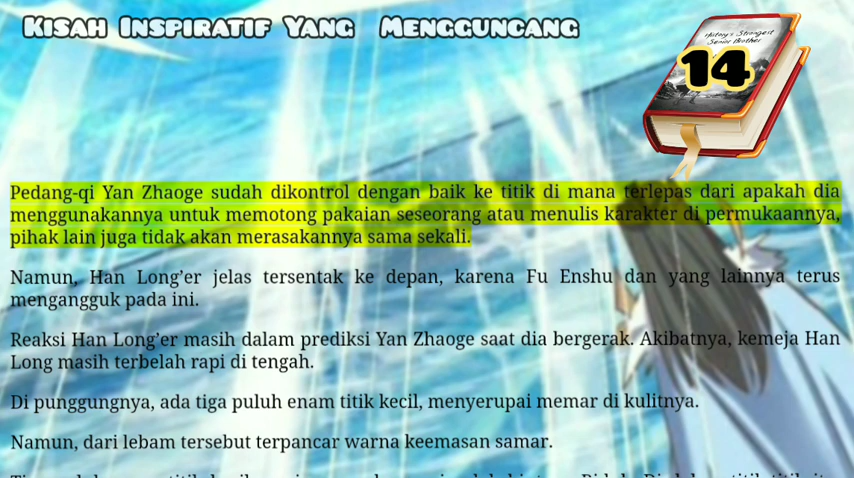 Kisah Inspiratif Yang Mengguncang
History's Strongest
Senior Brother
14
Pedang-qi Yan Zhaoge sudah dikontrol dengan baik ke titik di mana terlepas dari apakah dia
menggunakannya untuk memotong pakaian seseorang atau menulis karakter di permukaannya,
pihak lain juga tidak akan merasakannya sama sekali.
Namun, Han Long’er jelas tersentak ke depan, karena Fu Enshu dan yang lainnya terus
mengangguk pada ini.
Reaksi Han Long’er masih dalam prediksi Yan Zhaoge saat dia bergerak. Akibatnya, kemeja Han
Long masih terbelah rapi di tengah.
Di punggungnya, ada tiga puluh enam titik kecil, menyerupai memar di kulitnya.
Namun, dari lebam tersebut terpancar warna keemasan samar.